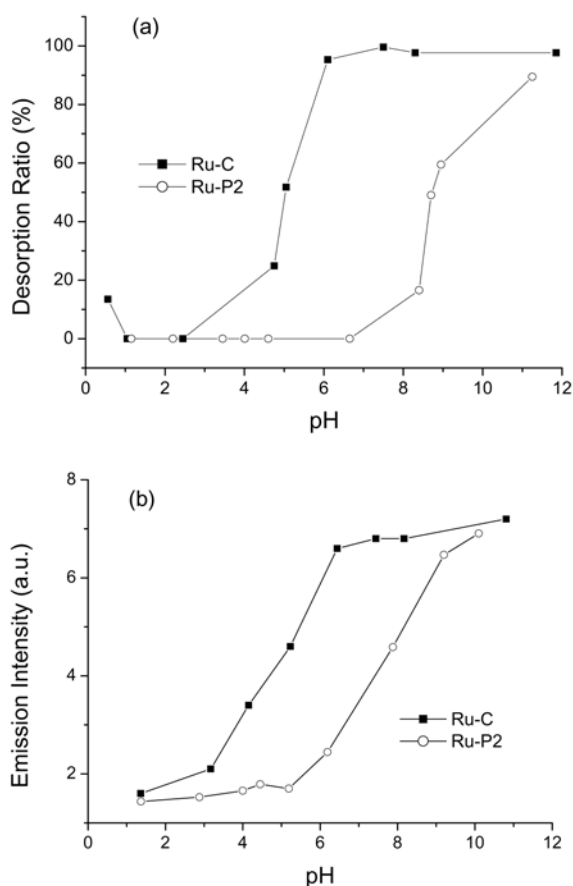 (a)
100
80
60
40
20
0
Desorption Ratio (%)
Ru-C
Ru-P2
0 2 4 6 8 10 12
pH
(b)
8
6
4
2
Emission Intensity (a.u.)
Ru-C
Ru-P2
0 2 4 6 8 10 12
pH